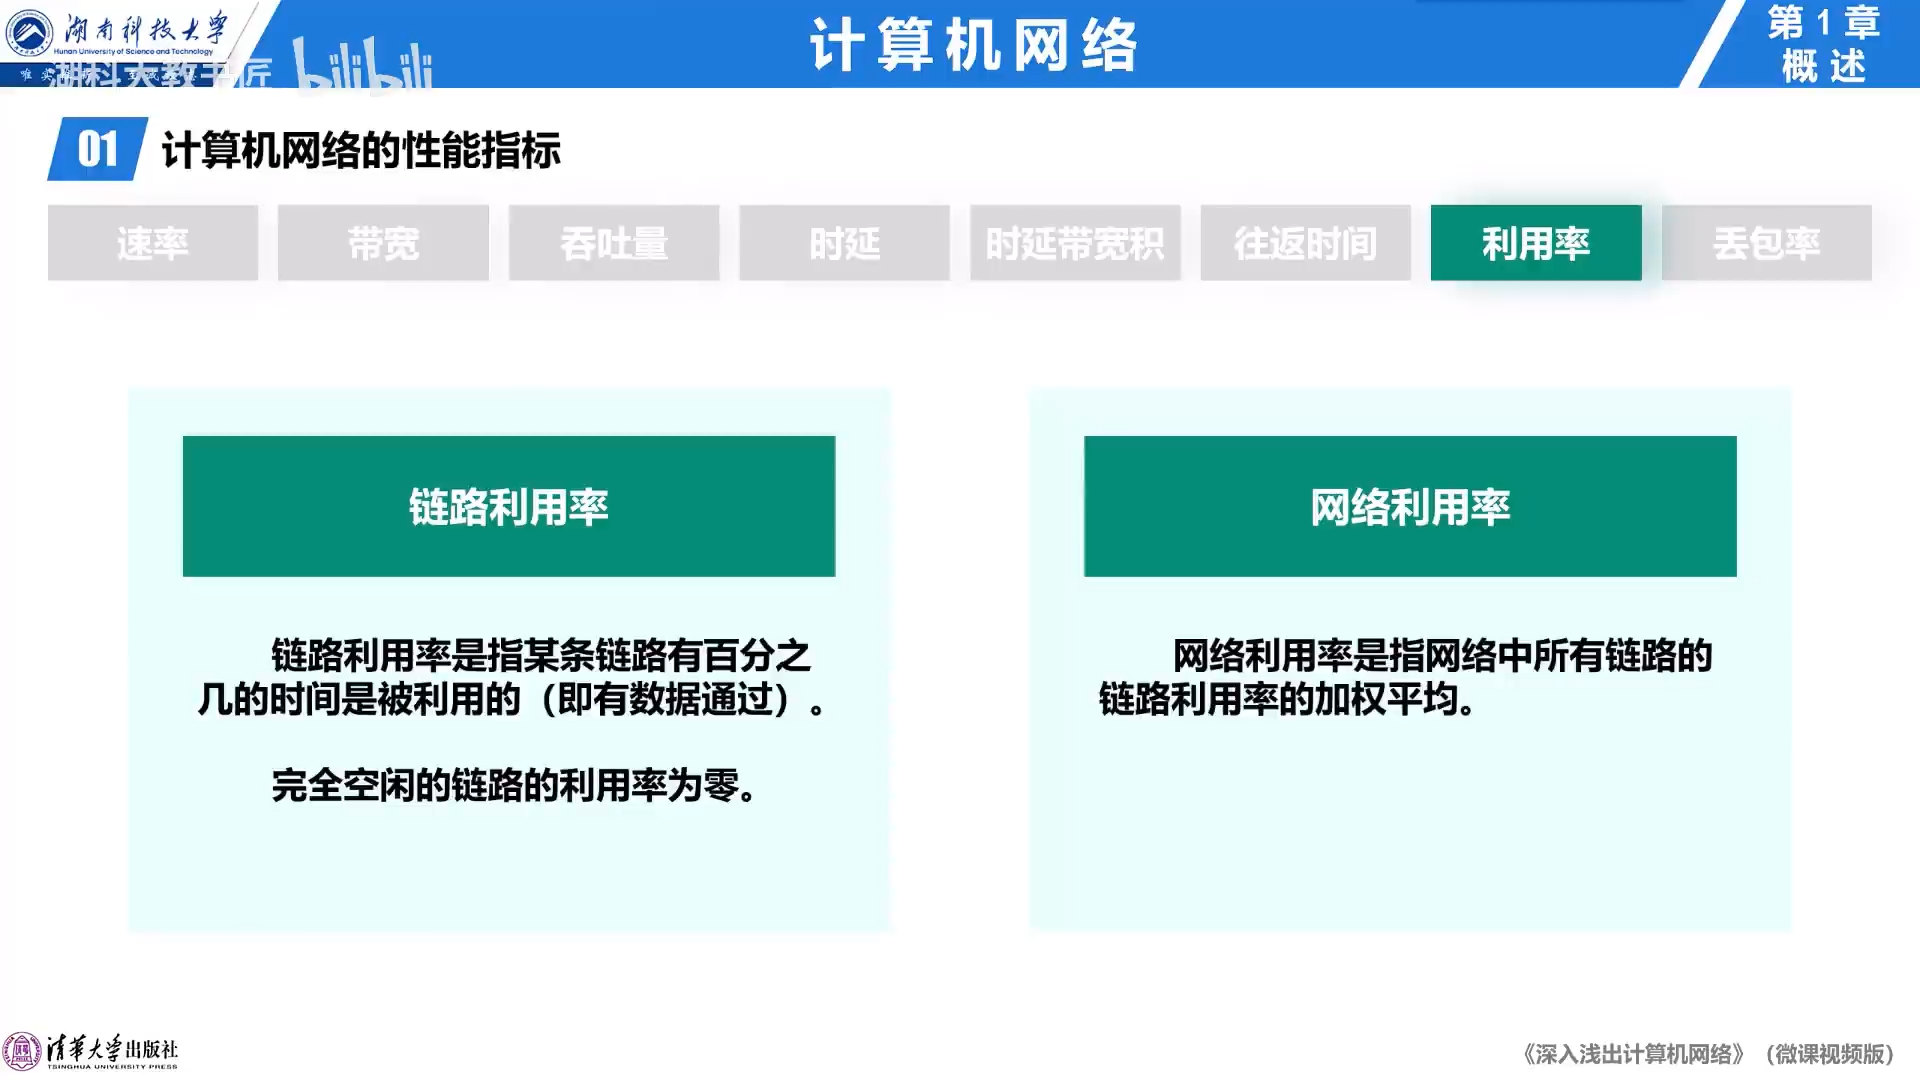 湖南科技大学
Hunan University of Science and Technology
湖科大教书匠
bilibili
计算机网络
第 1 章
概 述
01
计算机网络的性能指标
速率
带宽
吞吐量
时延
时延带宽积
往返时间
利用率
丢包率
链路利用率
链路利用率是指某条链路有百分之
几的时间是被利用的（即有数据通过）。
完全空闲的链路的利用率为零。
网络利用率
网络利用率是指网络中所有链路的
链路利用率的加权平均。
清华大学出版社
TSINGHUA UNIVERSITY PRESS
《深入浅出计算机网络》（微课视频版）